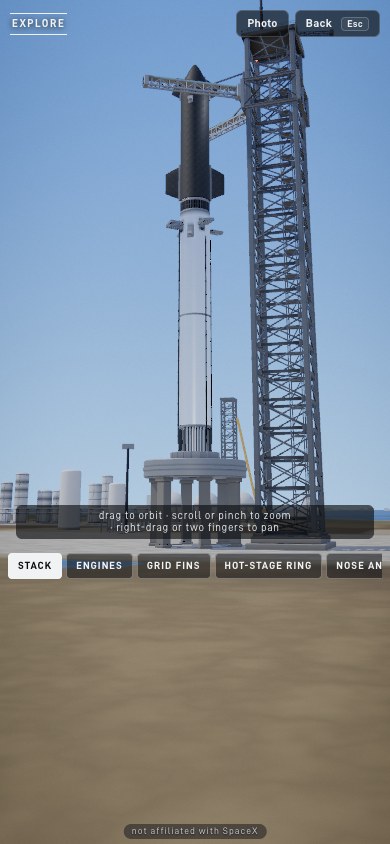 EXPLORE
Photo
Back Esc
drag to orbit · scroll or pinch to zoom
· right-drag or two fingers to pan
STACK
ENGINES
GRID FINS
HOT-STAGE RING
NOSE AN
not affiliated with SpaceX